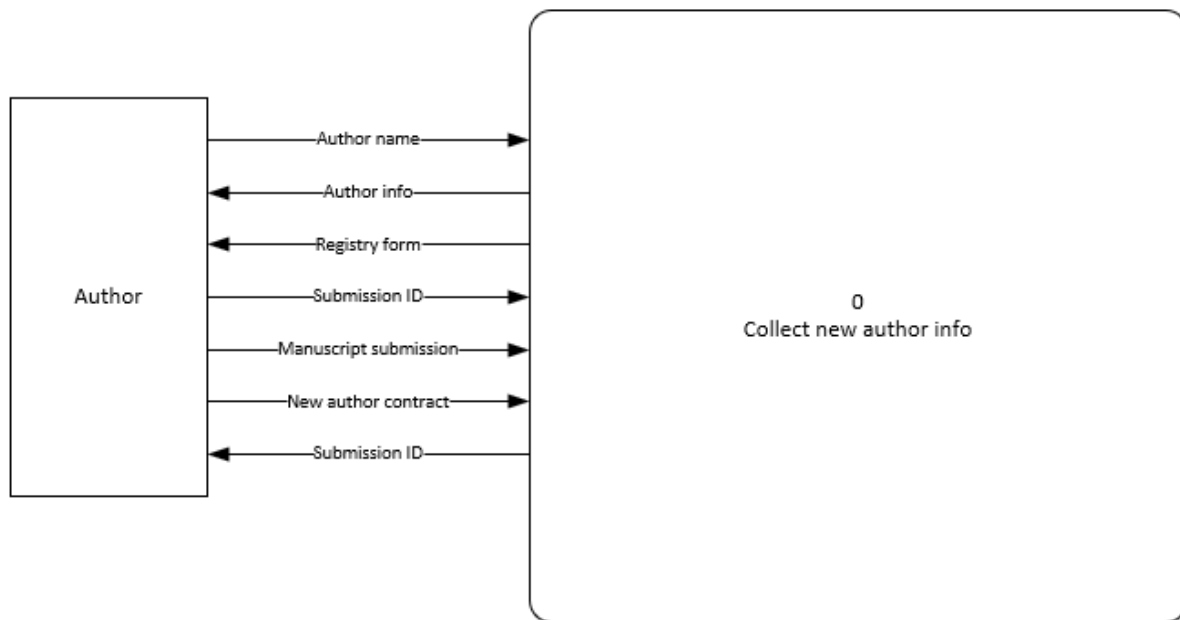 Author name
Author info
Registry form
Author
Submission ID
0
Collect new author info
Manuscript submission
New author contract
Submission ID